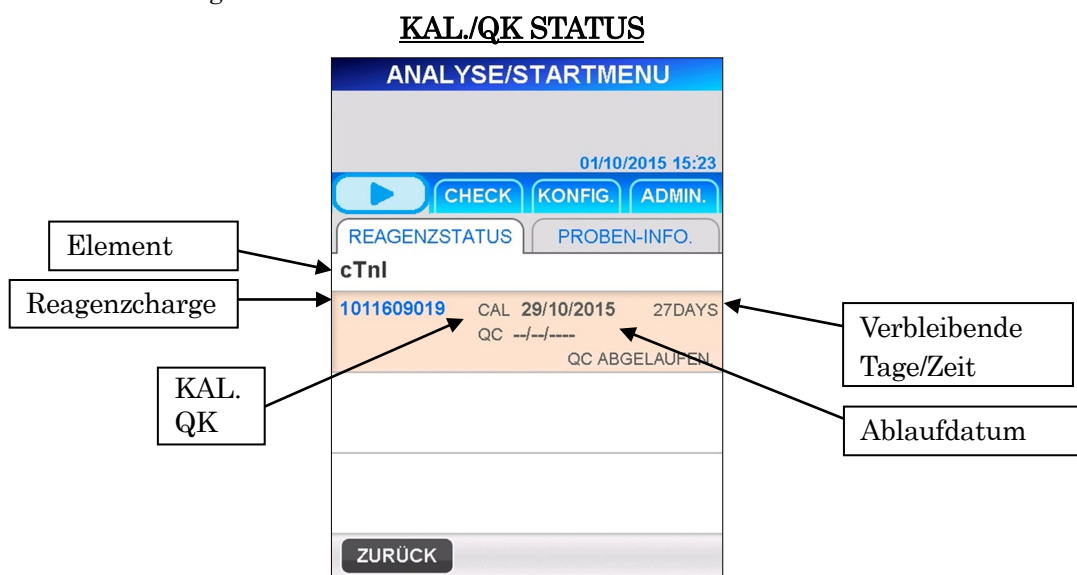 KAL./QK STATUS
ANALYSE/STARTMENU
01/10/2015 15:23
CHECK KONFIG. ADMIN.
REAGENZSTATUS PROBEN-INFO.
Element
cTnI
Reagenzcharge
1011609019 CAL 29/10/2015 27DAYS
QC --/--/----
QC ABGELAUFEN
Verbleibende
Tage/Zeit
KAL.
QK
Ablaufdatum
ZURÜCK